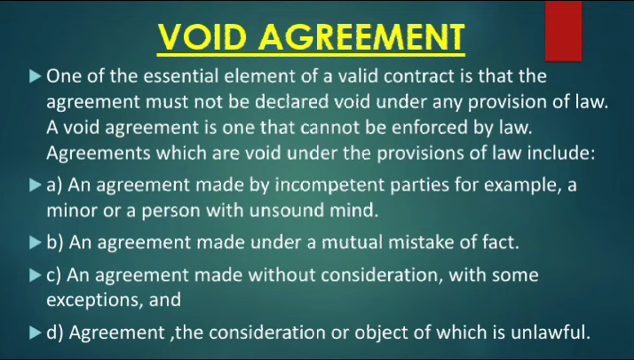 VOID AGREEMENT
One of the essential element of a valid contract is that the
agreement must not be declared void under any provision of law.
A void agreement is one that cannot be enforced by law.
Agreements which are void under the provisions of law include:
a) An agreement made by incompetent parties for example, a
minor or a person with unsound mind.
b) An agreement made under a mutual mistake of fact.
c) An agreement made without consideration, with some
exceptions, and
d) Agreement ,the consideration or object of which is unlawful.